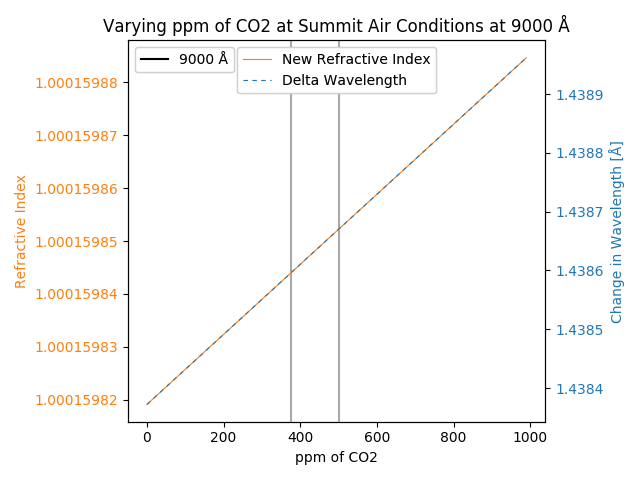 Varying ppm of CO2 at Summit Air Conditions at 9000 Å
9000 Å
New Refractive Index
Delta Wavelength
Refractive Index
1.00015988
1.00015987
1.00015986
1.00015985
1.00015984
1.00015983
1.00015982
1.4389
1.4388
1.4387
1.4386
1.4385
1.4384
Change in Wavelength [Å]
0
200
400
600
800
1000
ppm of CO2